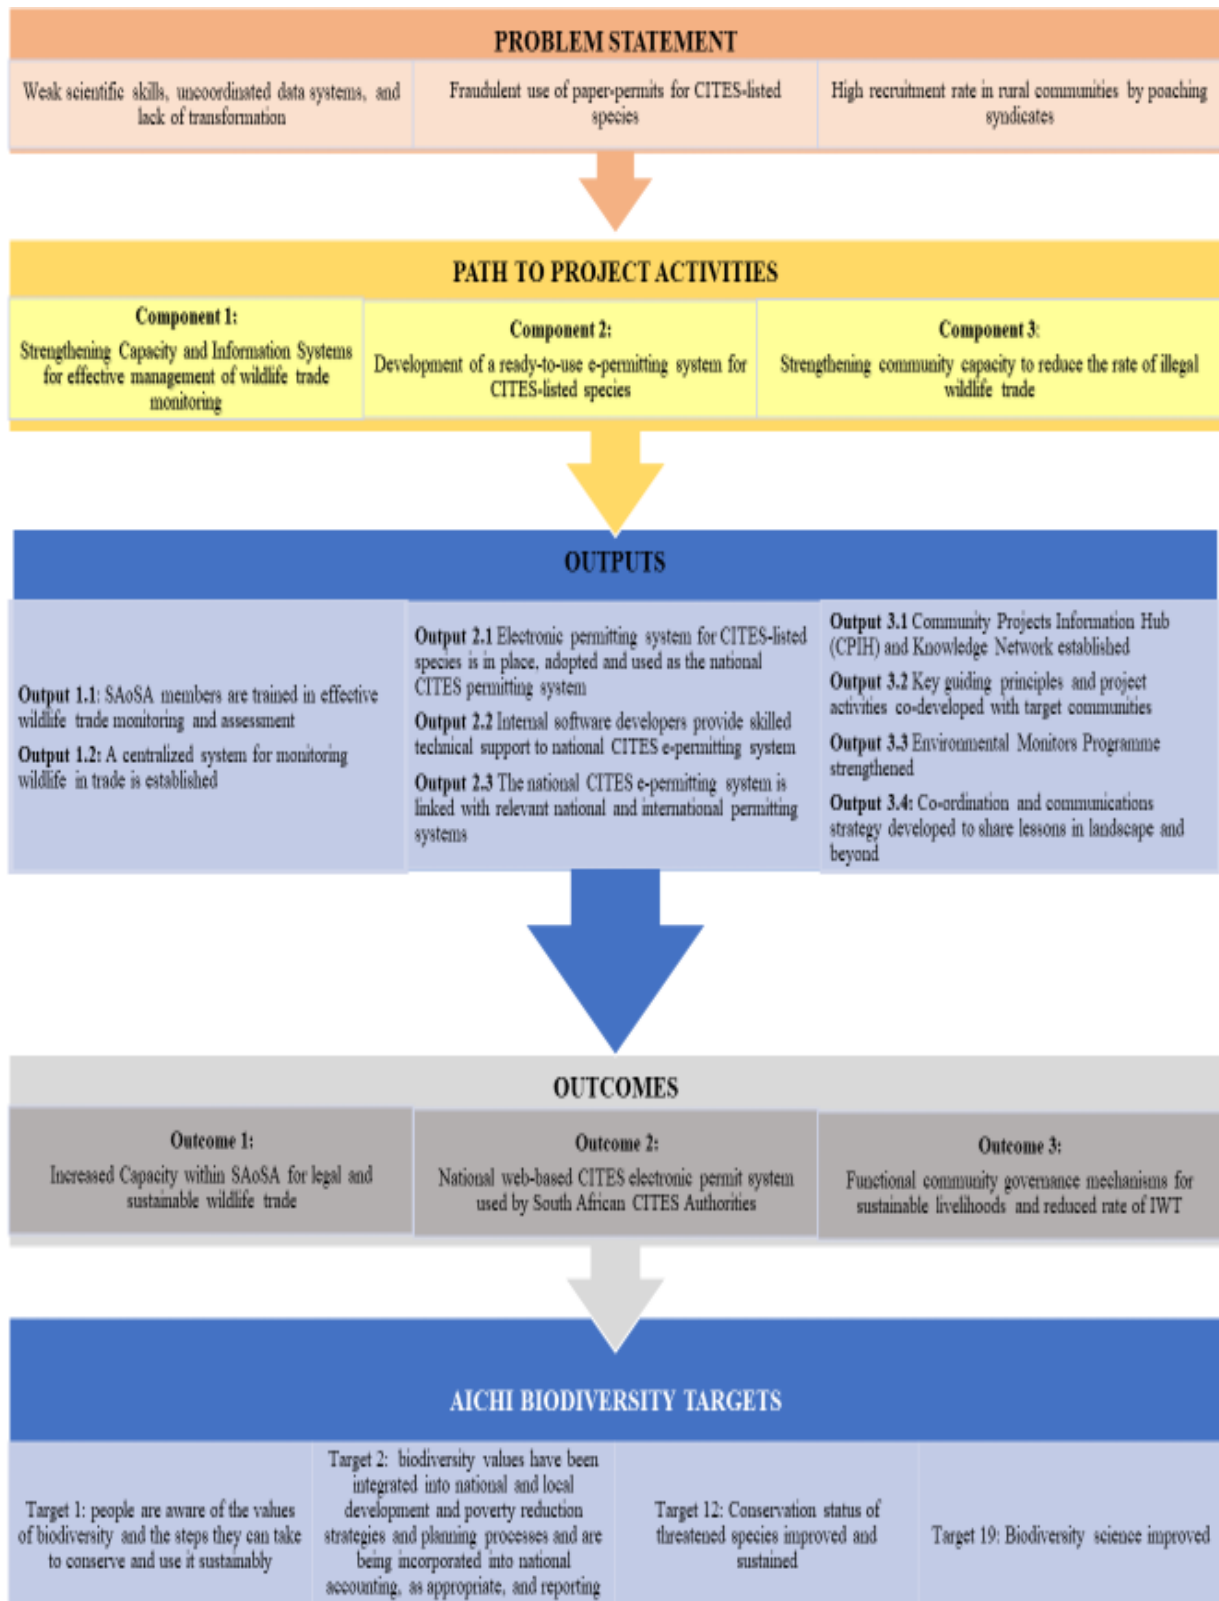 PROBLEM STATEMENT
Weak scientific skills, uncoordinated data systems, and
lack of transformation
Fraudulent use of paper-permits for CITES-listed
species
High recruitment rate in rural communities by poaching
syndicates
PATH TO PROJECT ACTIVITIES
Component 1:
Strengthening Capacity and Information Systems
for effective management of wildlife trade
monitoring
Component 2:
Development of a ready-to-use e-permitting system for
CITES-listed species
Component 3:
Strengthening community capacity to reduce the rate of illegal
wildlife trade
OUTPUTS
Output 1.1: SAoSA members are trained in effective
wildlife trade monitoring and assessment
Output 1.2: A centralized system for monitoring
wildlife in trade is established
Output 2.1 Electronic permitting system for CITES-listed
species is in place, adopted and used as the national
CITES permitting system
Output 2.2 Internal software developers provide skilled
technical support to national CITES e-permitting system
Output 2.3 The national CITES e-permitting system is
linked with relevant national and international permitting
systems
Output 3.1 Community Projects Information Hub
(CPIH) and Knowledge Network established
Output 3.2 Key guiding principles and project
activities co-developed with target communities
Output 3.3 Environmental Monitors Programme
strengthened
Output 3.4: Co-ordination and communications
strategy developed to share lessons in landscape and
beyond
OUTCOMES
Outcome 1:
Increased Capacity within SAoSA for legal and
sustainable wildlife trade
Outcome 2:
National web-based CITES electronic permit system
used by South African CITES Authorities
Outcome 3:
Functional community governance mechanisms for
sustainable livelihoods and reduced rate of IWT
AICHI BIODIVERSITY TARGETS
Target 1: people are aware of the values
of biodiversity and the steps they can take
to conserve and use it sustainably
Target 2: biodiversity values have been
integrated into national and local
development and poverty reduction
strategies and planning processes and are
being incorporated into national
accounting, as appropriate, and reporting
Target 12: Conservation status of
threatened species improved and
sustained
Target 19: Biodiversity science improved